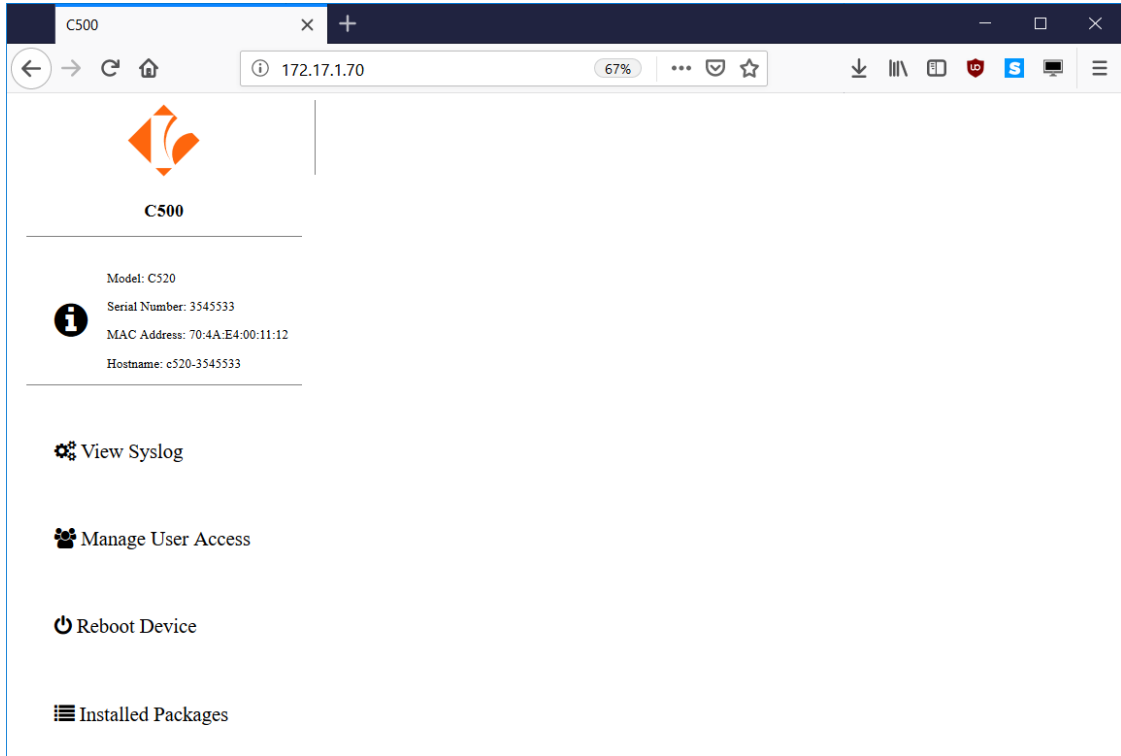 C500
172.17.1.70
67%
C500
Model: C520
Serial Number: 3545533
MAC Address: 70:4A:E4:00:11:12
Hostname: c520-3545533
View Syslog
Manage User Access
Reboot Device
Installed Packages